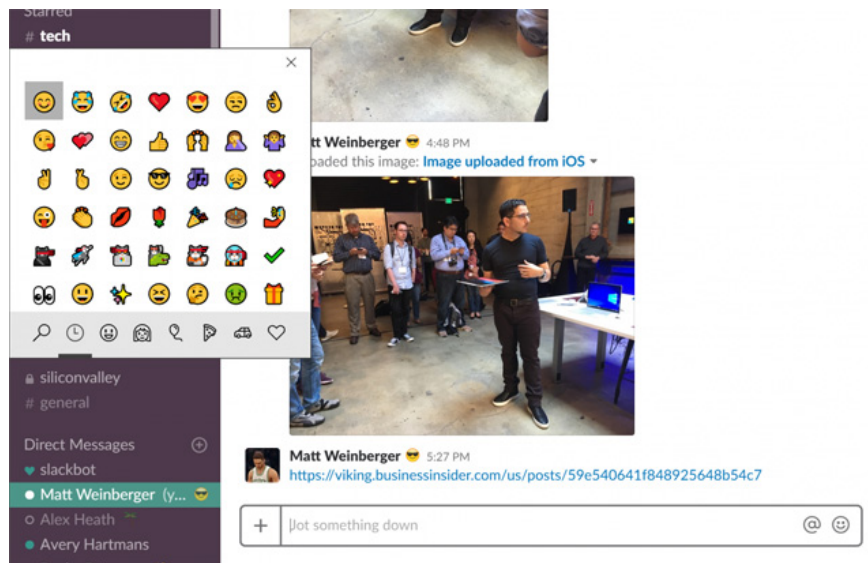 Starred
# tech
siliconvalley
# general
Direct Messages
slackbot
Matt Weinberger (y...
Alex Heath
Avery Hartmans
tt Weinberger 4:48 PM
oaded this image: Image uploaded from iOS
Matt Weinberger 5:27 PM
https://viking.businessinsider.com/us/posts/59e540641f848925648b54c7
Jot something down